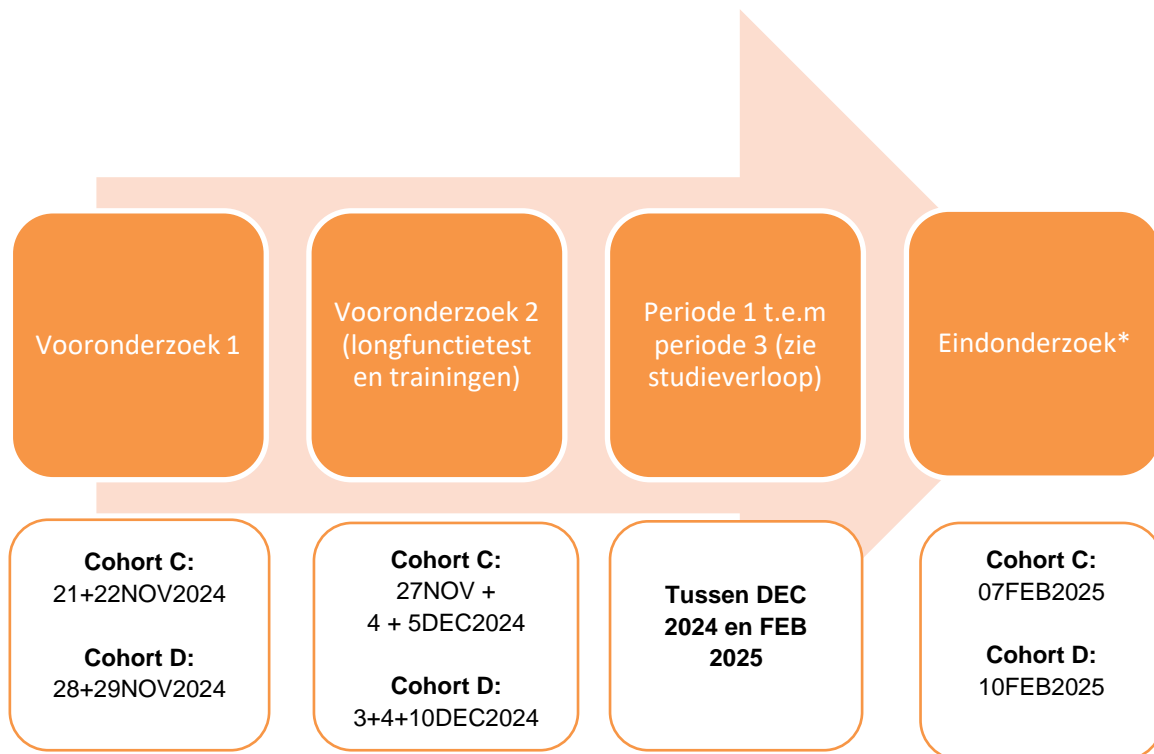 Vooronderzoek 1
Vooronderzoek 2
(longfunctietest
en trainingen)
Periode 1 t.e.m
periode 3 (zie
studieverloop)
Eindonderzoek*
Cohort C:
21+22NOV2024
Cohort D:
28+29NOV2024
Cohort C:
27NOV +
4 + 5DEC2024
Cohort D:
3+4+10DEC2024
Tussen DEC
2024 en FEB
2025
Cohort C:
07FEB2025
Cohort D:
10FEB2025